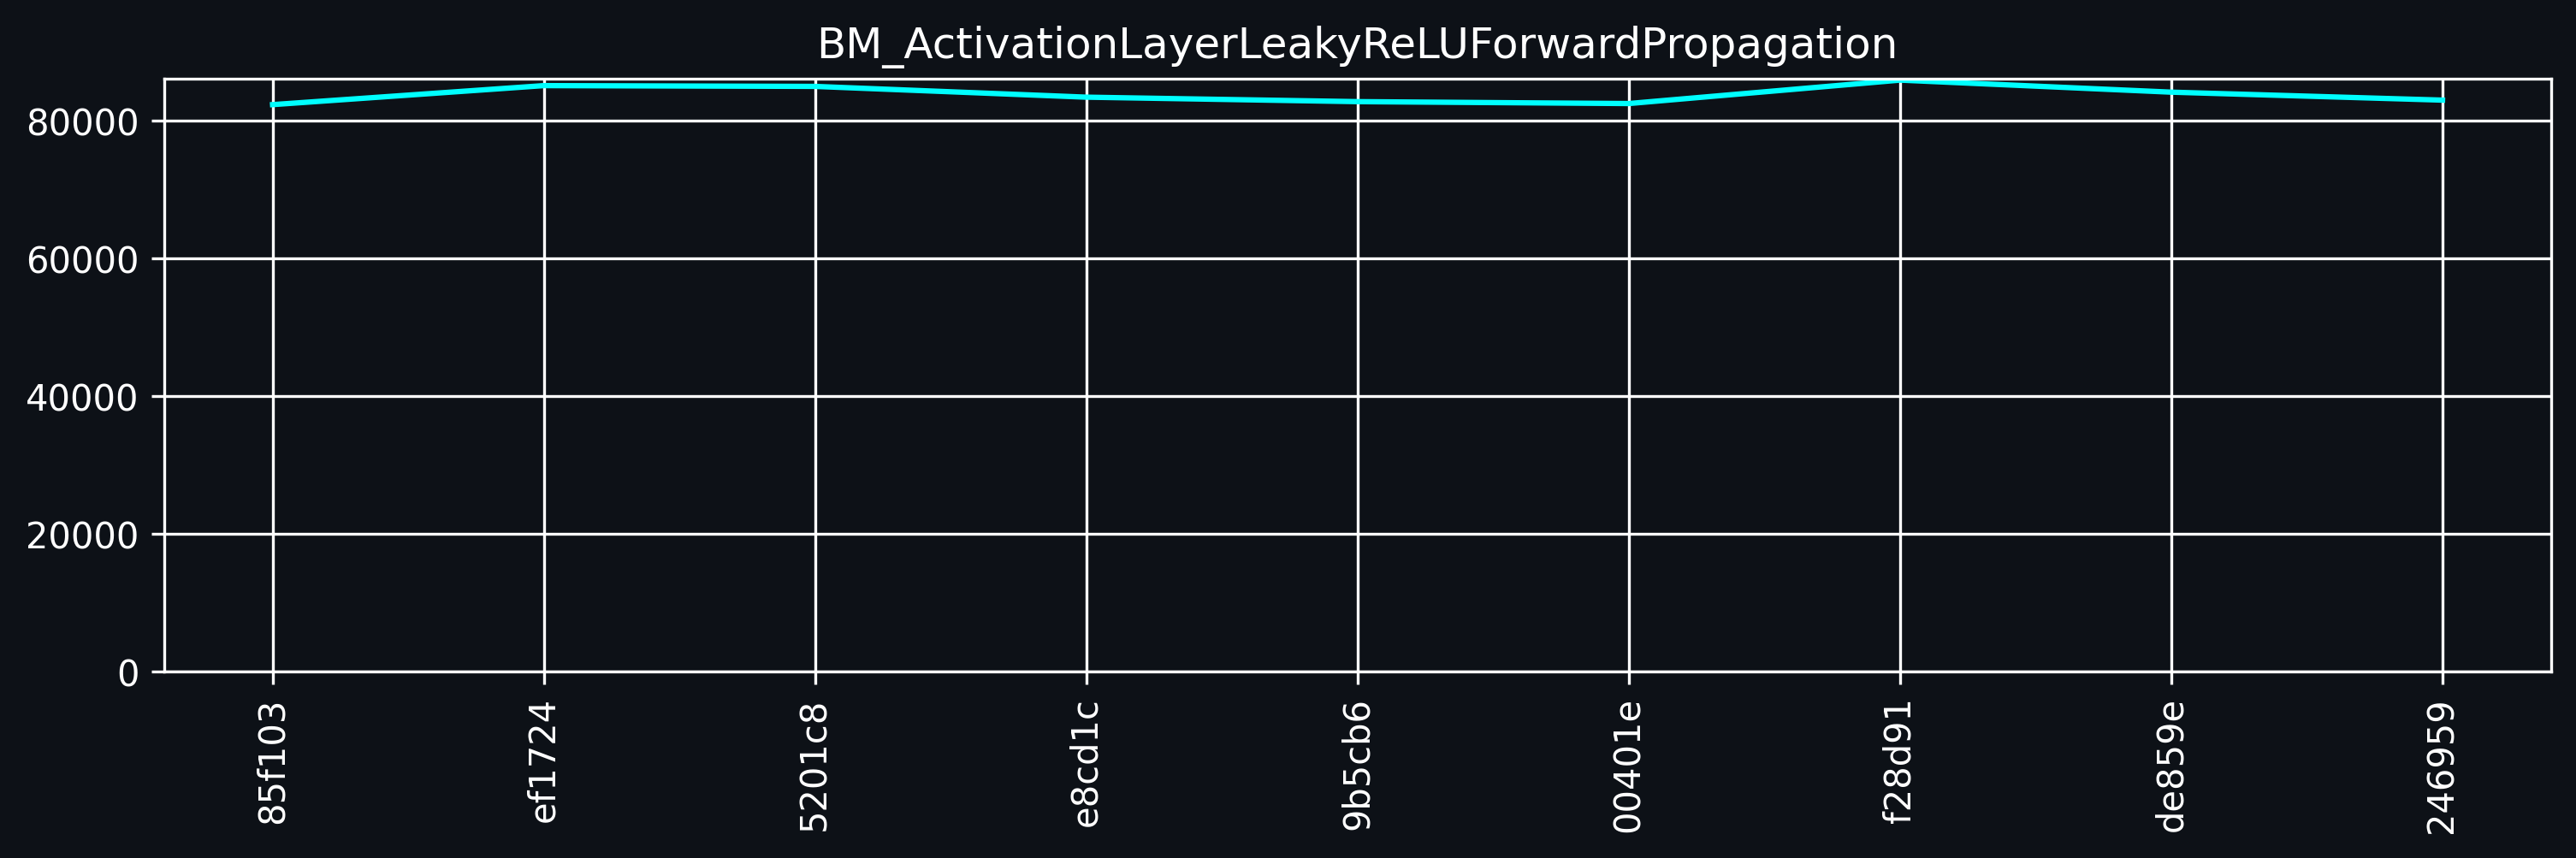 BM_ActivationLayerLeakyReLUForwardPropagation
80000
60000
40000
20000
0
85f103
ef1724
5201c8
e8cd1c
9b5cb6
00401e
f28d91
de859e
246959